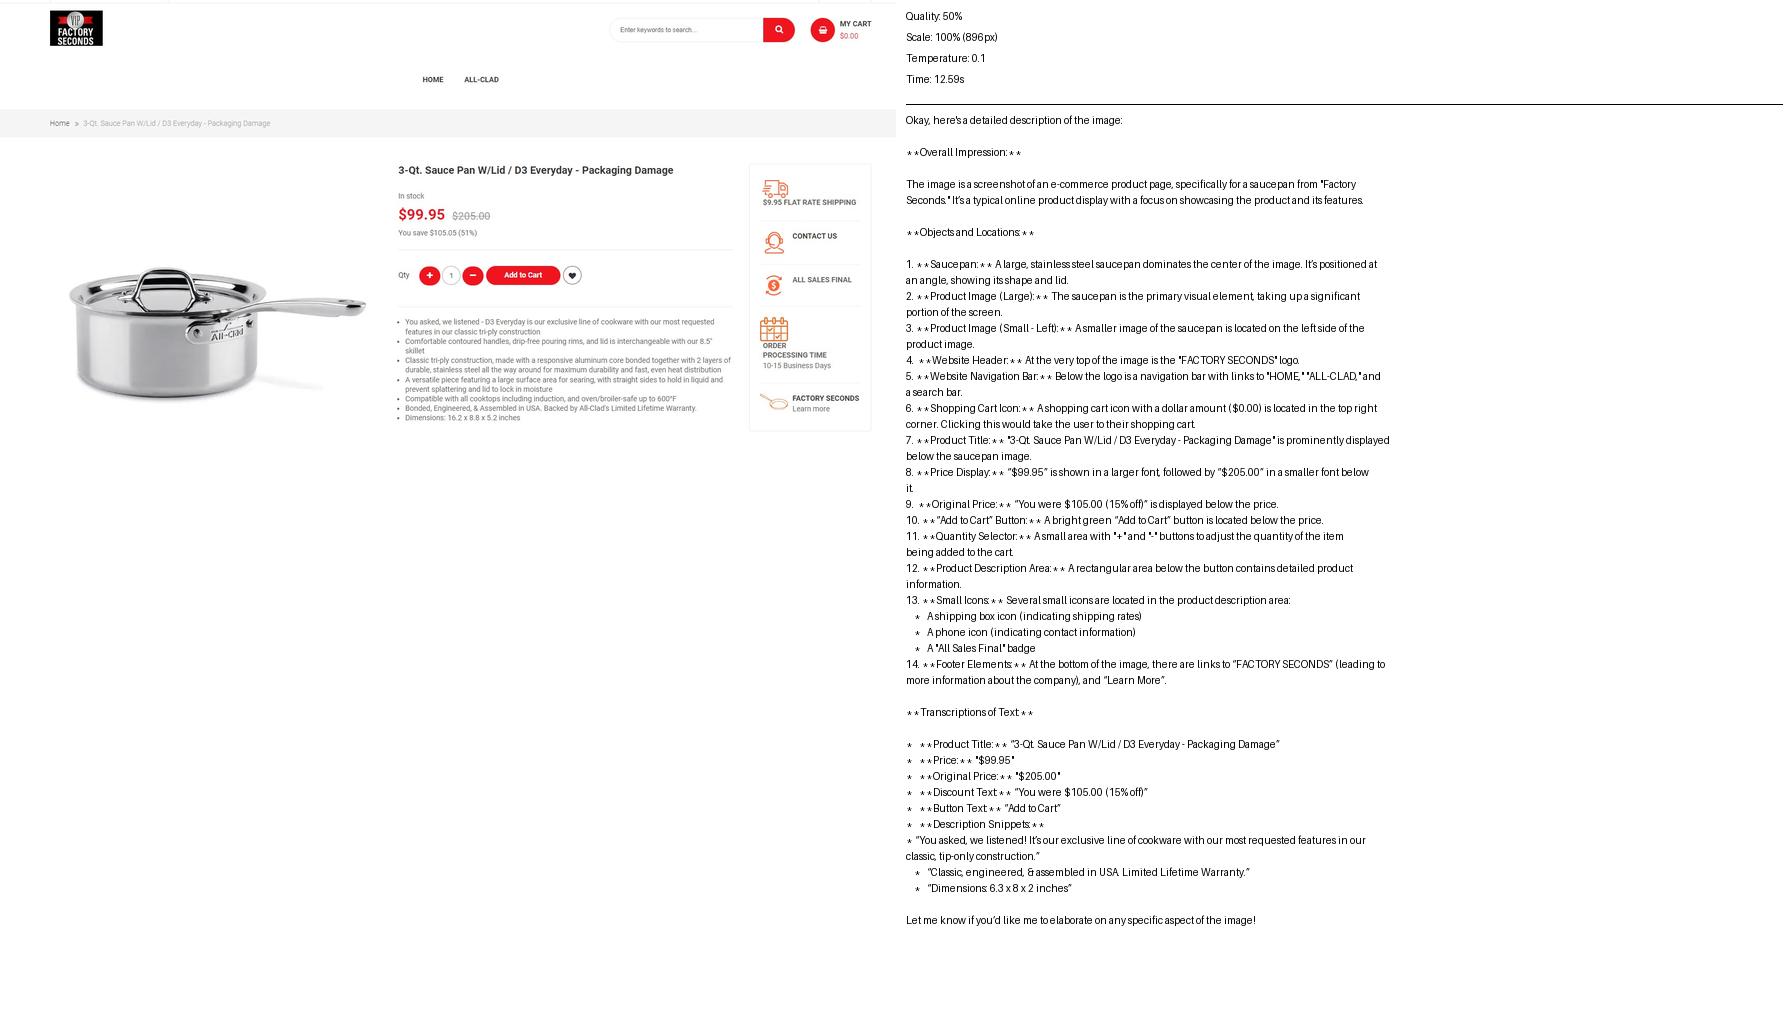 VIP
FACTORY
SECONDS
Enter keywords to search...
MY CART
$0.00
HOME
ALL-CLAD
Home » 3-Qt. Sauce Pan W/Lid / D3 Everyday - Packaging Damage
All-Clad
3-Qt. Sauce Pan W/Lid / D3 Everyday - Packaging Damage
In stock
$99.95 $205.00
You save $105.05 (51%)
Qty + 1 − Add to Cart
• You asked, we listened - D3 Everyday is our exclusive line of cookware with our most requested
features in our classic tri-ply construction
• Comfortable contoured handles, drip-free pouring rims, and lid is interchangeable with our 8.5"
skillet
• Classic tri-ply construction, made with a responsive aluminum core bonded together with 2 layers of
durable, stainless steel all the way around for maximum durability and fast, even heat distribution
• A versatile piece featuring a large surface area for searing, with straight sides to hold in liquid and
prevent splattering and lid to lock in moisture
• Compatible with all cooktops including induction, and oven/broiler-safe up to 600°F
• Bonded, Engineered, & Assembled in USA. Backed by All-Clad's Limited Lifetime Warranty.
• Dimensions: 16.2 x 8.8 x 5.2 inches
$9.95 FLAT RATE SHIPPING
CONTACT US
$
ALL SALES FINAL
ORDER
PROCESSING TIME
10-15 Business Days
FACTORY SECONDS
Learn more
Quality: 50%
Scale: 100% (896px)
Temperature: 0.1
Time: 12.59s
Okay, here's a detailed description of the image:
**Overall Impression:**
The image is a screenshot of an e-commerce product page, specifically for a saucepan from "Factory
Seconds." It's a typical online product display with a focus on showcasing the product and its features.
**Objects and Locations:**
1. **Saucepan:** A large, stainless steel saucepan dominates the center of the image. It's positioned at
an angle, showing its shape and lid.
2. **Product Image (Large):** The saucepan is the primary visual element, taking up a significant
portion of the screen.
3. **Product Image (Small - Left):** A smaller image of the saucepan is located on the left side of the
product image.
4. **Website Header:** At the very top of the image is the "FACTORY SECONDS" logo.
5. **Website Navigation Bar:** Below the logo is a navigation bar with links to "HOME," "ALL-CLAD," and
a search bar.
6. **Shopping Cart Icon:** A shopping cart icon with a dollar amount ($0.00) is located in the top right
corner. Clicking this would take the user to their shopping cart.
7. **Product Title:** "3-Qt. Sauce Pan W/Lid / D3 Everyday - Packaging Damage" is prominently displayed
below the saucepan image.
8. **Price Display:** “$99.95” is shown in a larger font, followed by “$205.00” in a smaller font below
it.
9. **Original Price:** “You were $105.00 (15% off)” is displayed below the price.
10. **“Add to Cart” Button:** A bright green “Add to Cart” button is located below the price.
11. **Quantity Selector:** A small area with "+" and "-" buttons to adjust the quantity of the item
being added to the cart.
12. **Product Description Area:** A rectangular area below the button contains detailed product
information.
13. **Small Icons:** Several small icons are located in the product description area:
* A shipping box icon (indicating shipping rates)
* A phone icon (indicating contact information)
* A "All Sales Final" badge
14. **Footer Elements:** At the bottom of the image, there are links to “FACTORY SECONDS” (leading to
more information about the company), and “Learn More”.
**Transcriptions of Text:**
* **Product Title:** “3-Qt. Sauce Pan W/Lid / D3 Everyday - Packaging Damage”
* **Price:** "$99.95"
* **Original Price:** "$205.00"
* **Discount Text:** “You were $105.00 (15% off)”
* **Button Text:** “Add to Cart”
* **Description Snippets:**
* “You asked, we listened! It’s our exclusive line of cookware with our most requested features in our
classic, tip-only construction.”
* “Classic, engineered, & assembled in USA. Limited Lifetime Warranty.”
* “Dimensions: 6.3 x 8 x 2 inches”
Let me know if you’d like me to elaborate on any specific aspect of the image!